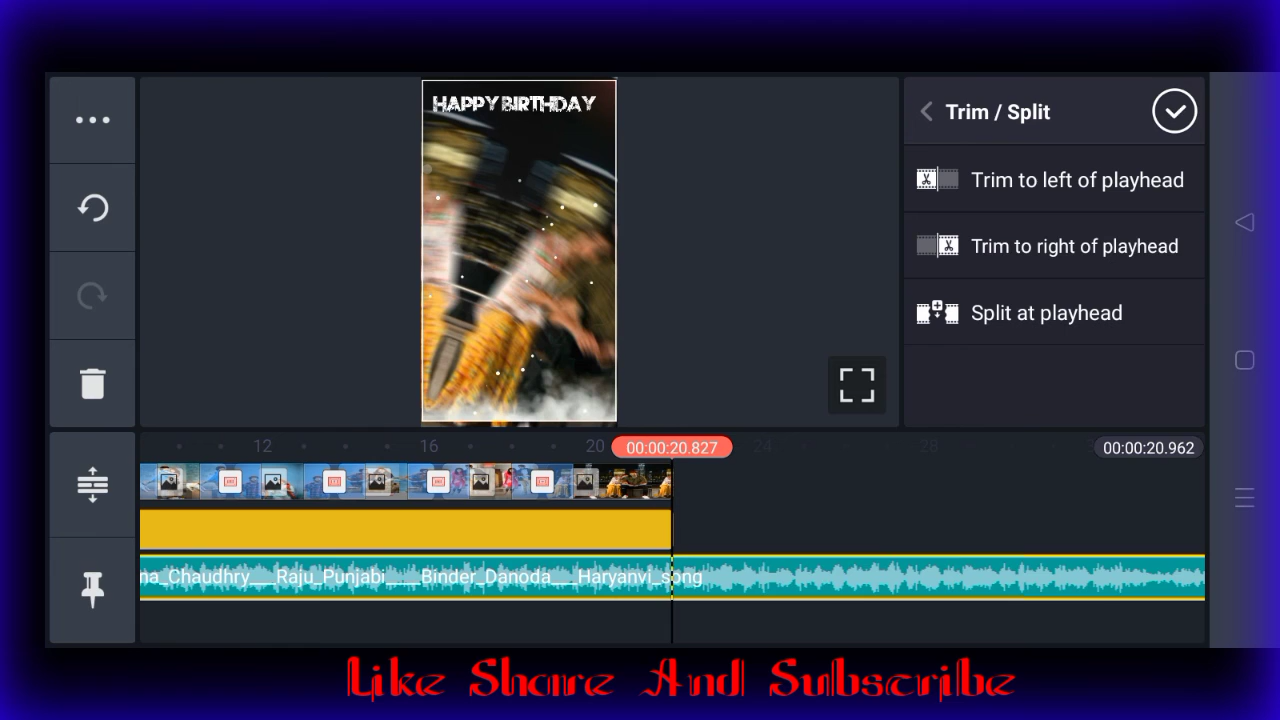 HAPPY BIRTHDAY
Trim / Split
Trim to left of playhead
Trim to right of playhead
Split at playhead
12
16
20
00:00:20.827
24
28
00:00:20.962
na_Chaudhry___Raju_Punjabi____Binder_Danoda___Haryanvi_song
Like Share And Subscribe